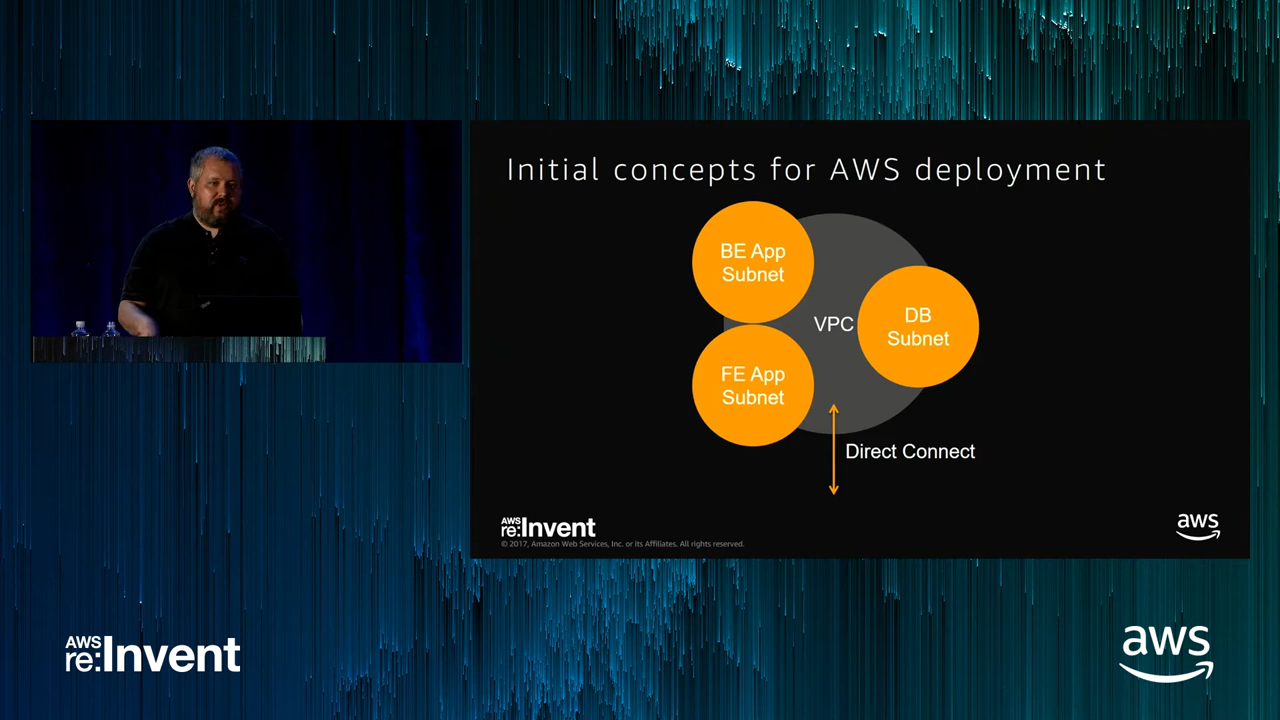 Initial concepts for AWS deployment
BE App
Subnet
VPC
DB
Subnet
FE App
Subnet
Direct Connect
AWS
re:Invent
© 2017, Amazon Web Services, Inc. or its Affiliates. All rights reserved.
aws
AWS
re:Invent
aws